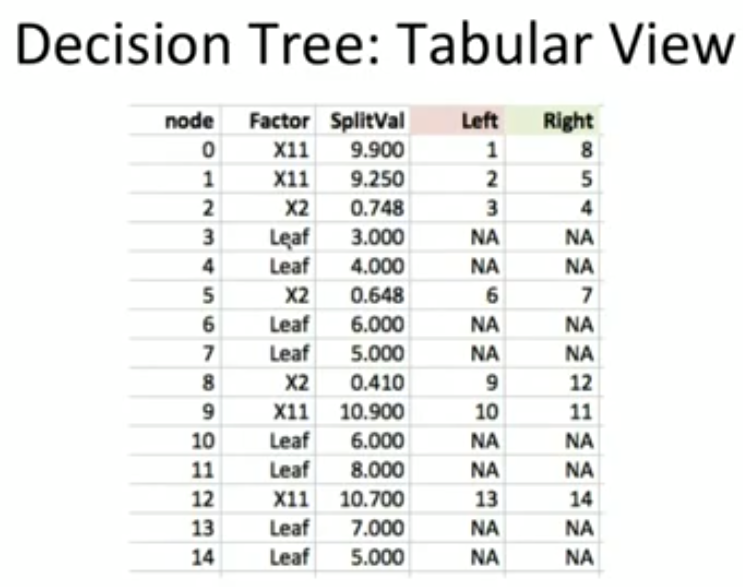 Decision Tree: Tabular View
node Factor SplitVal Left Right
0 X11 9.900 1 8
1 X11 9.250 2 5
2 X2 0.748 3 4
3 Leaf 3.000 NA NA
4 Leaf 4.000 NA NA
5 X2 0.648 6 7
6 Leaf 6.000 NA NA
7 Leaf 5.000 NA NA
8 X2 0.410 9 12
9 X11 10.900 10 11
10 Leaf 6.000 NA NA
11 Leaf 8.000 NA NA
12 X11 10.700 13 14
13 Leaf 7.000 NA NA
14 Leaf 5.000 NA NA